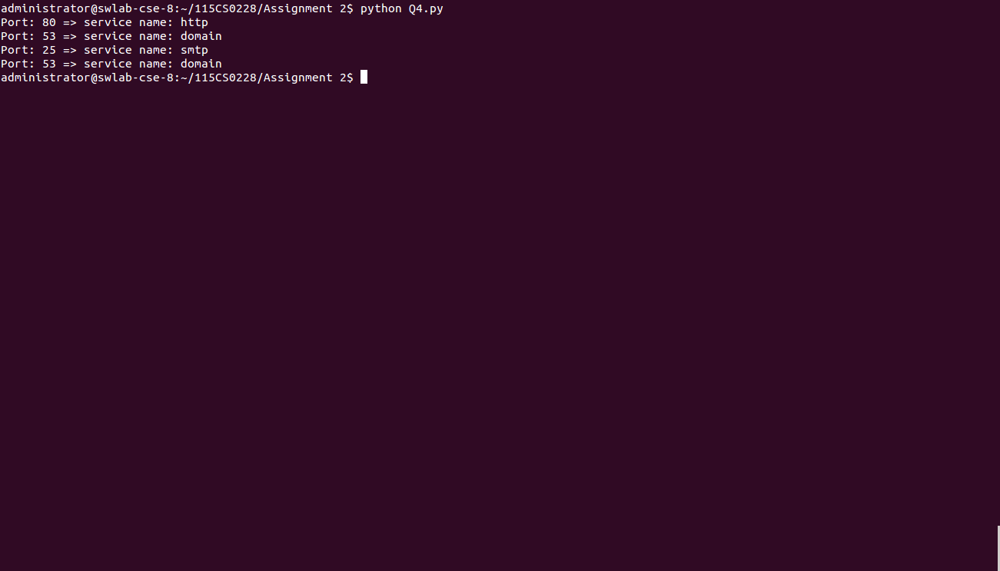 administrator@swlab-cse-8:~/115CS0228/Assignment 2$ python Q4.py
Port: 80 => service name: http
Port: 53 => service name: domain
Port: 25 => service name: smtp
Port: 53 => service name: domain
administrator@swlab-cse-8:~/115CS0228/Assignment 2$